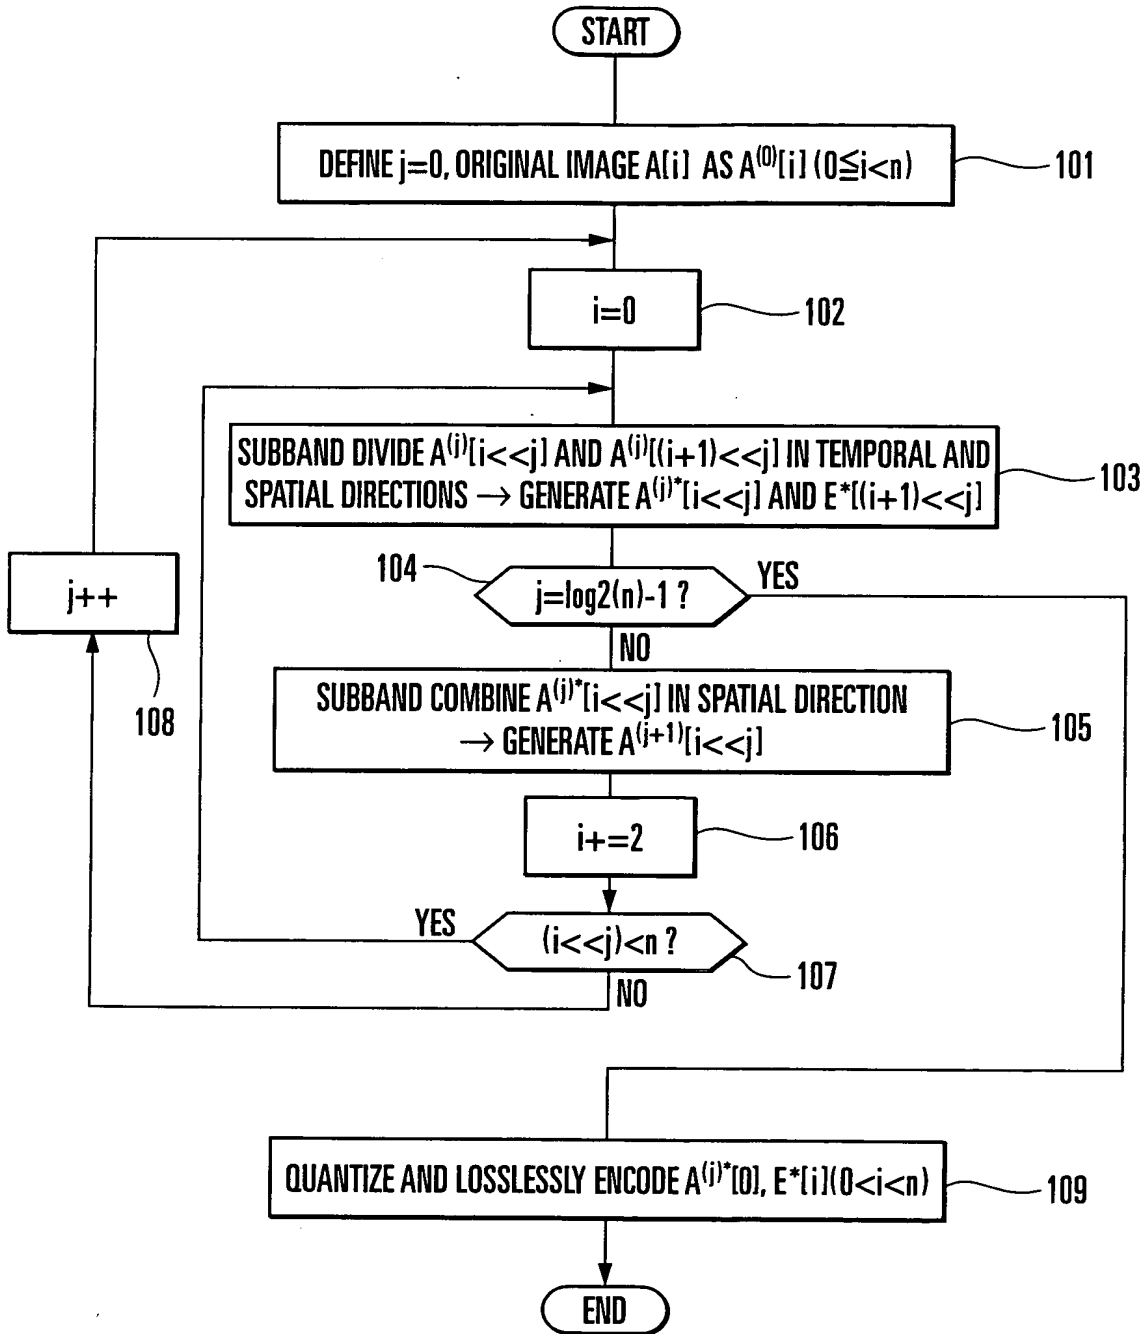 START
DEFINE j=0, ORIGINAL IMAGE A[i] AS A^(0)[i] (0≦i<n)
101
i=0
102
SUBBAND DIVIDE A^(j)[i<<j] AND A^(j)[(i+1)<<j] IN TEMPORAL AND
SPATIAL DIRECTIONS → GENERATE A^(j)*[i<<j] AND E*[(i+1)<<j]
103
104
j=log2(n)-1 ?
YES
NO
j++
108
SUBBAND COMBINE A^(j)*[i<<j] IN SPATIAL DIRECTION
→ GENERATE A^(j+1)[i<<j]
105
i+=2
106
YES
(i<<j)<n ?
107
NO
QUANTIZE AND LOSSLESSLY ENCODE A^(j)*[0], E*[i](0<i<n)
109
END